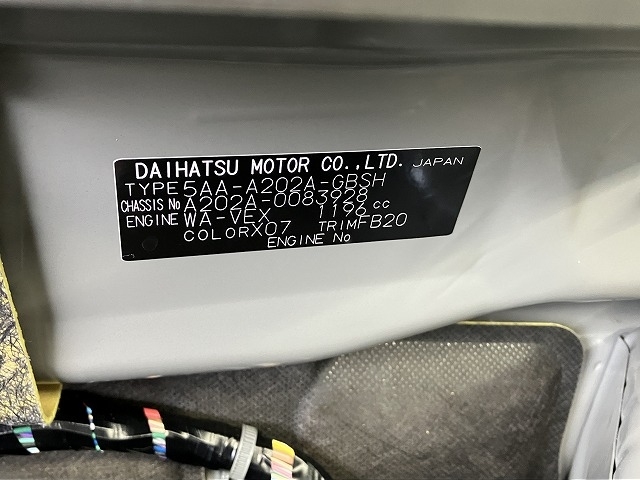 DAIHATSU MOTOR CO.,LTD. JAPAN
TYPE 5AA-A202A-GBSH
CHASSIS No A202A-0083928
ENGINE WA-VEX 1196 cc
COLOR X07 TRIM FB20
ENGINE No